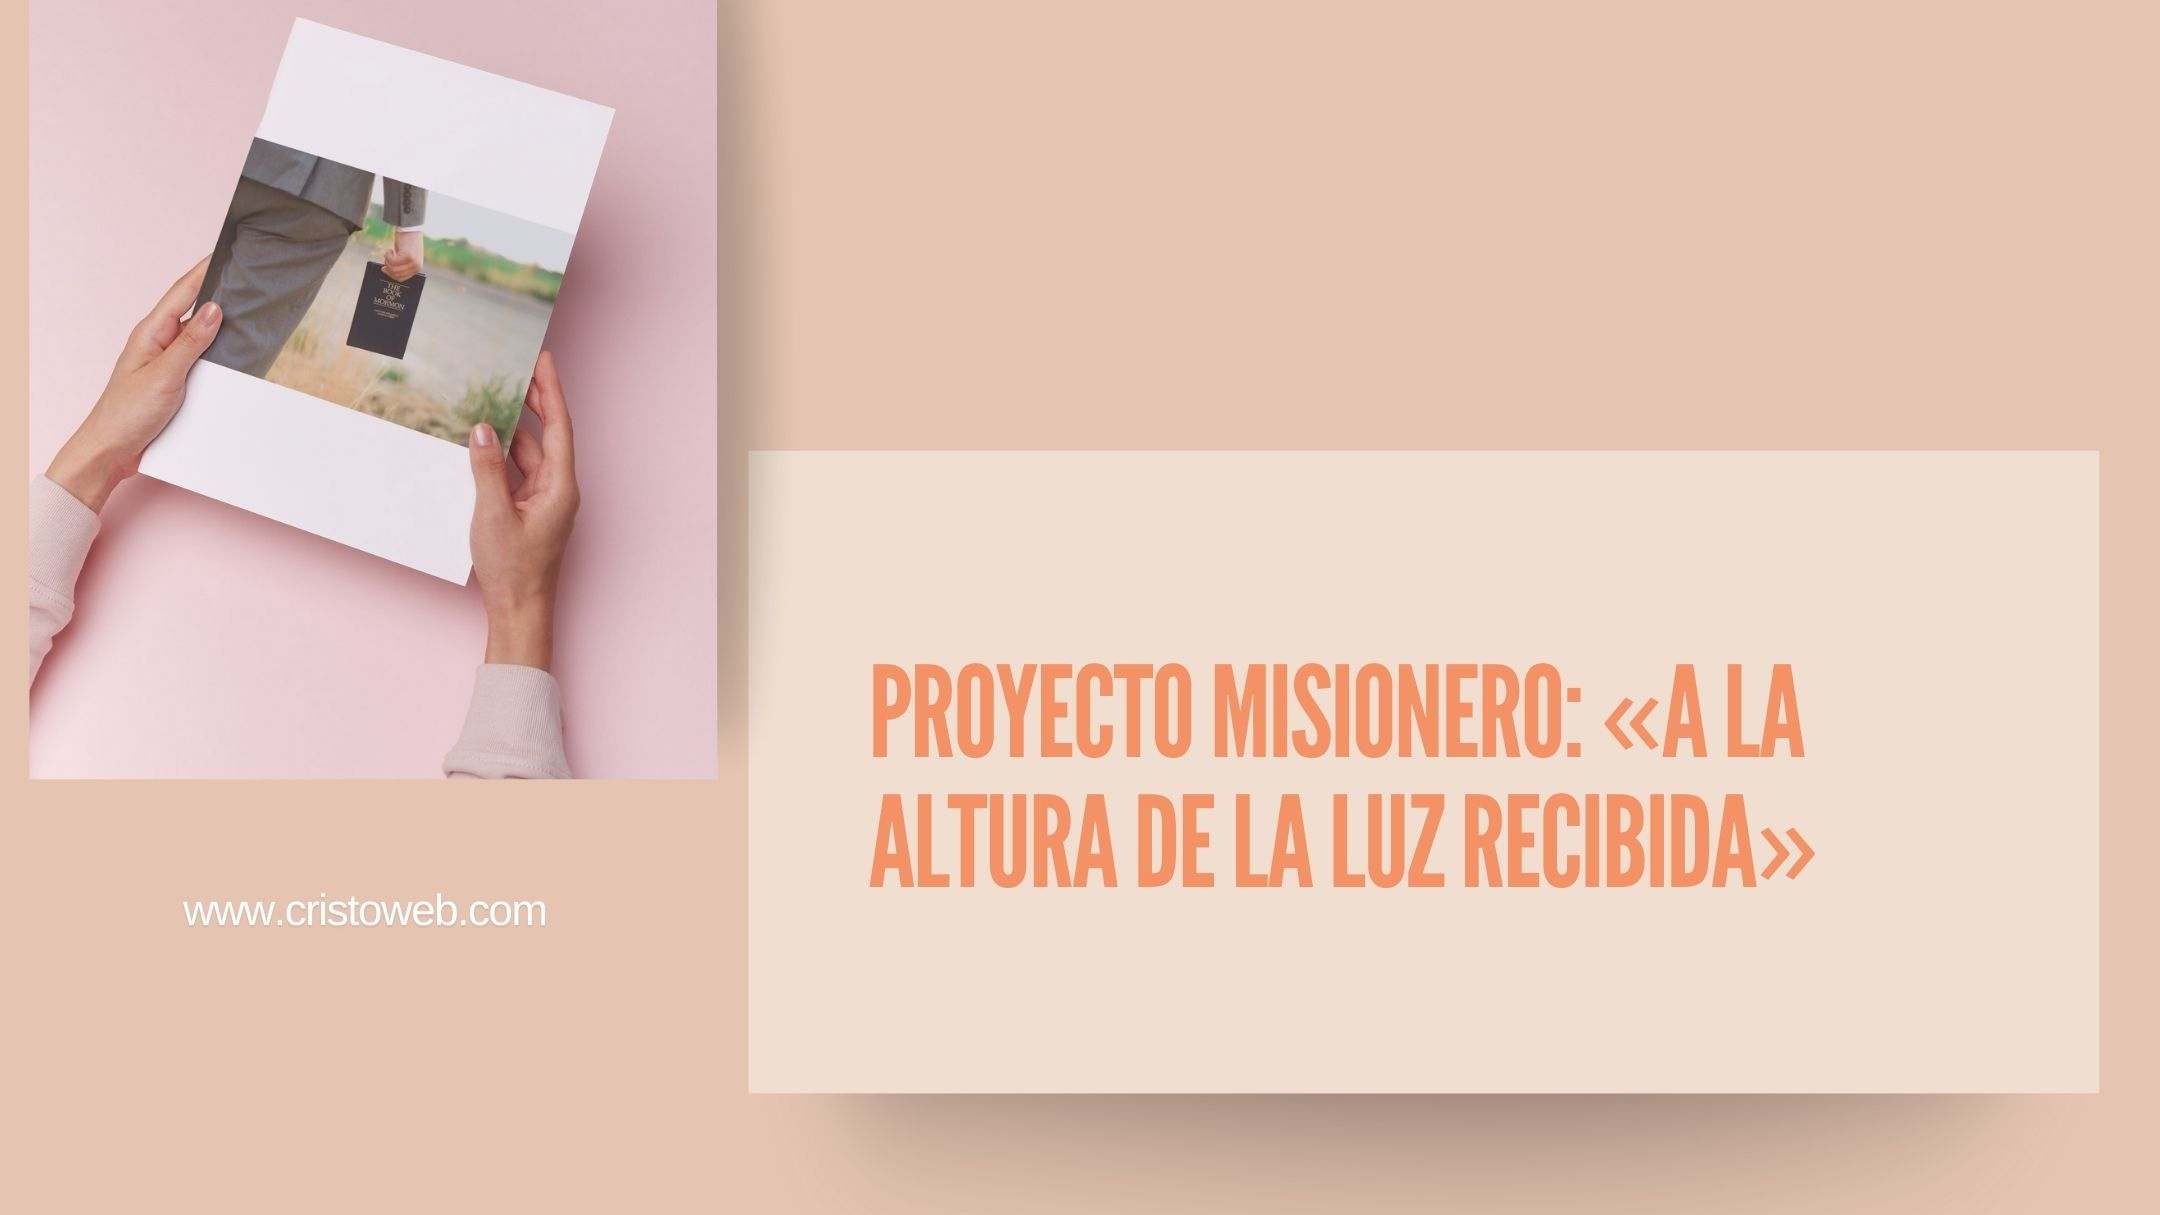 THE
BOOK
OF
MORMON
PROYECTO MISIONERO: «A LA
ALTURA DE LA LUZ RECIBIDA»
www.cristoweb.com